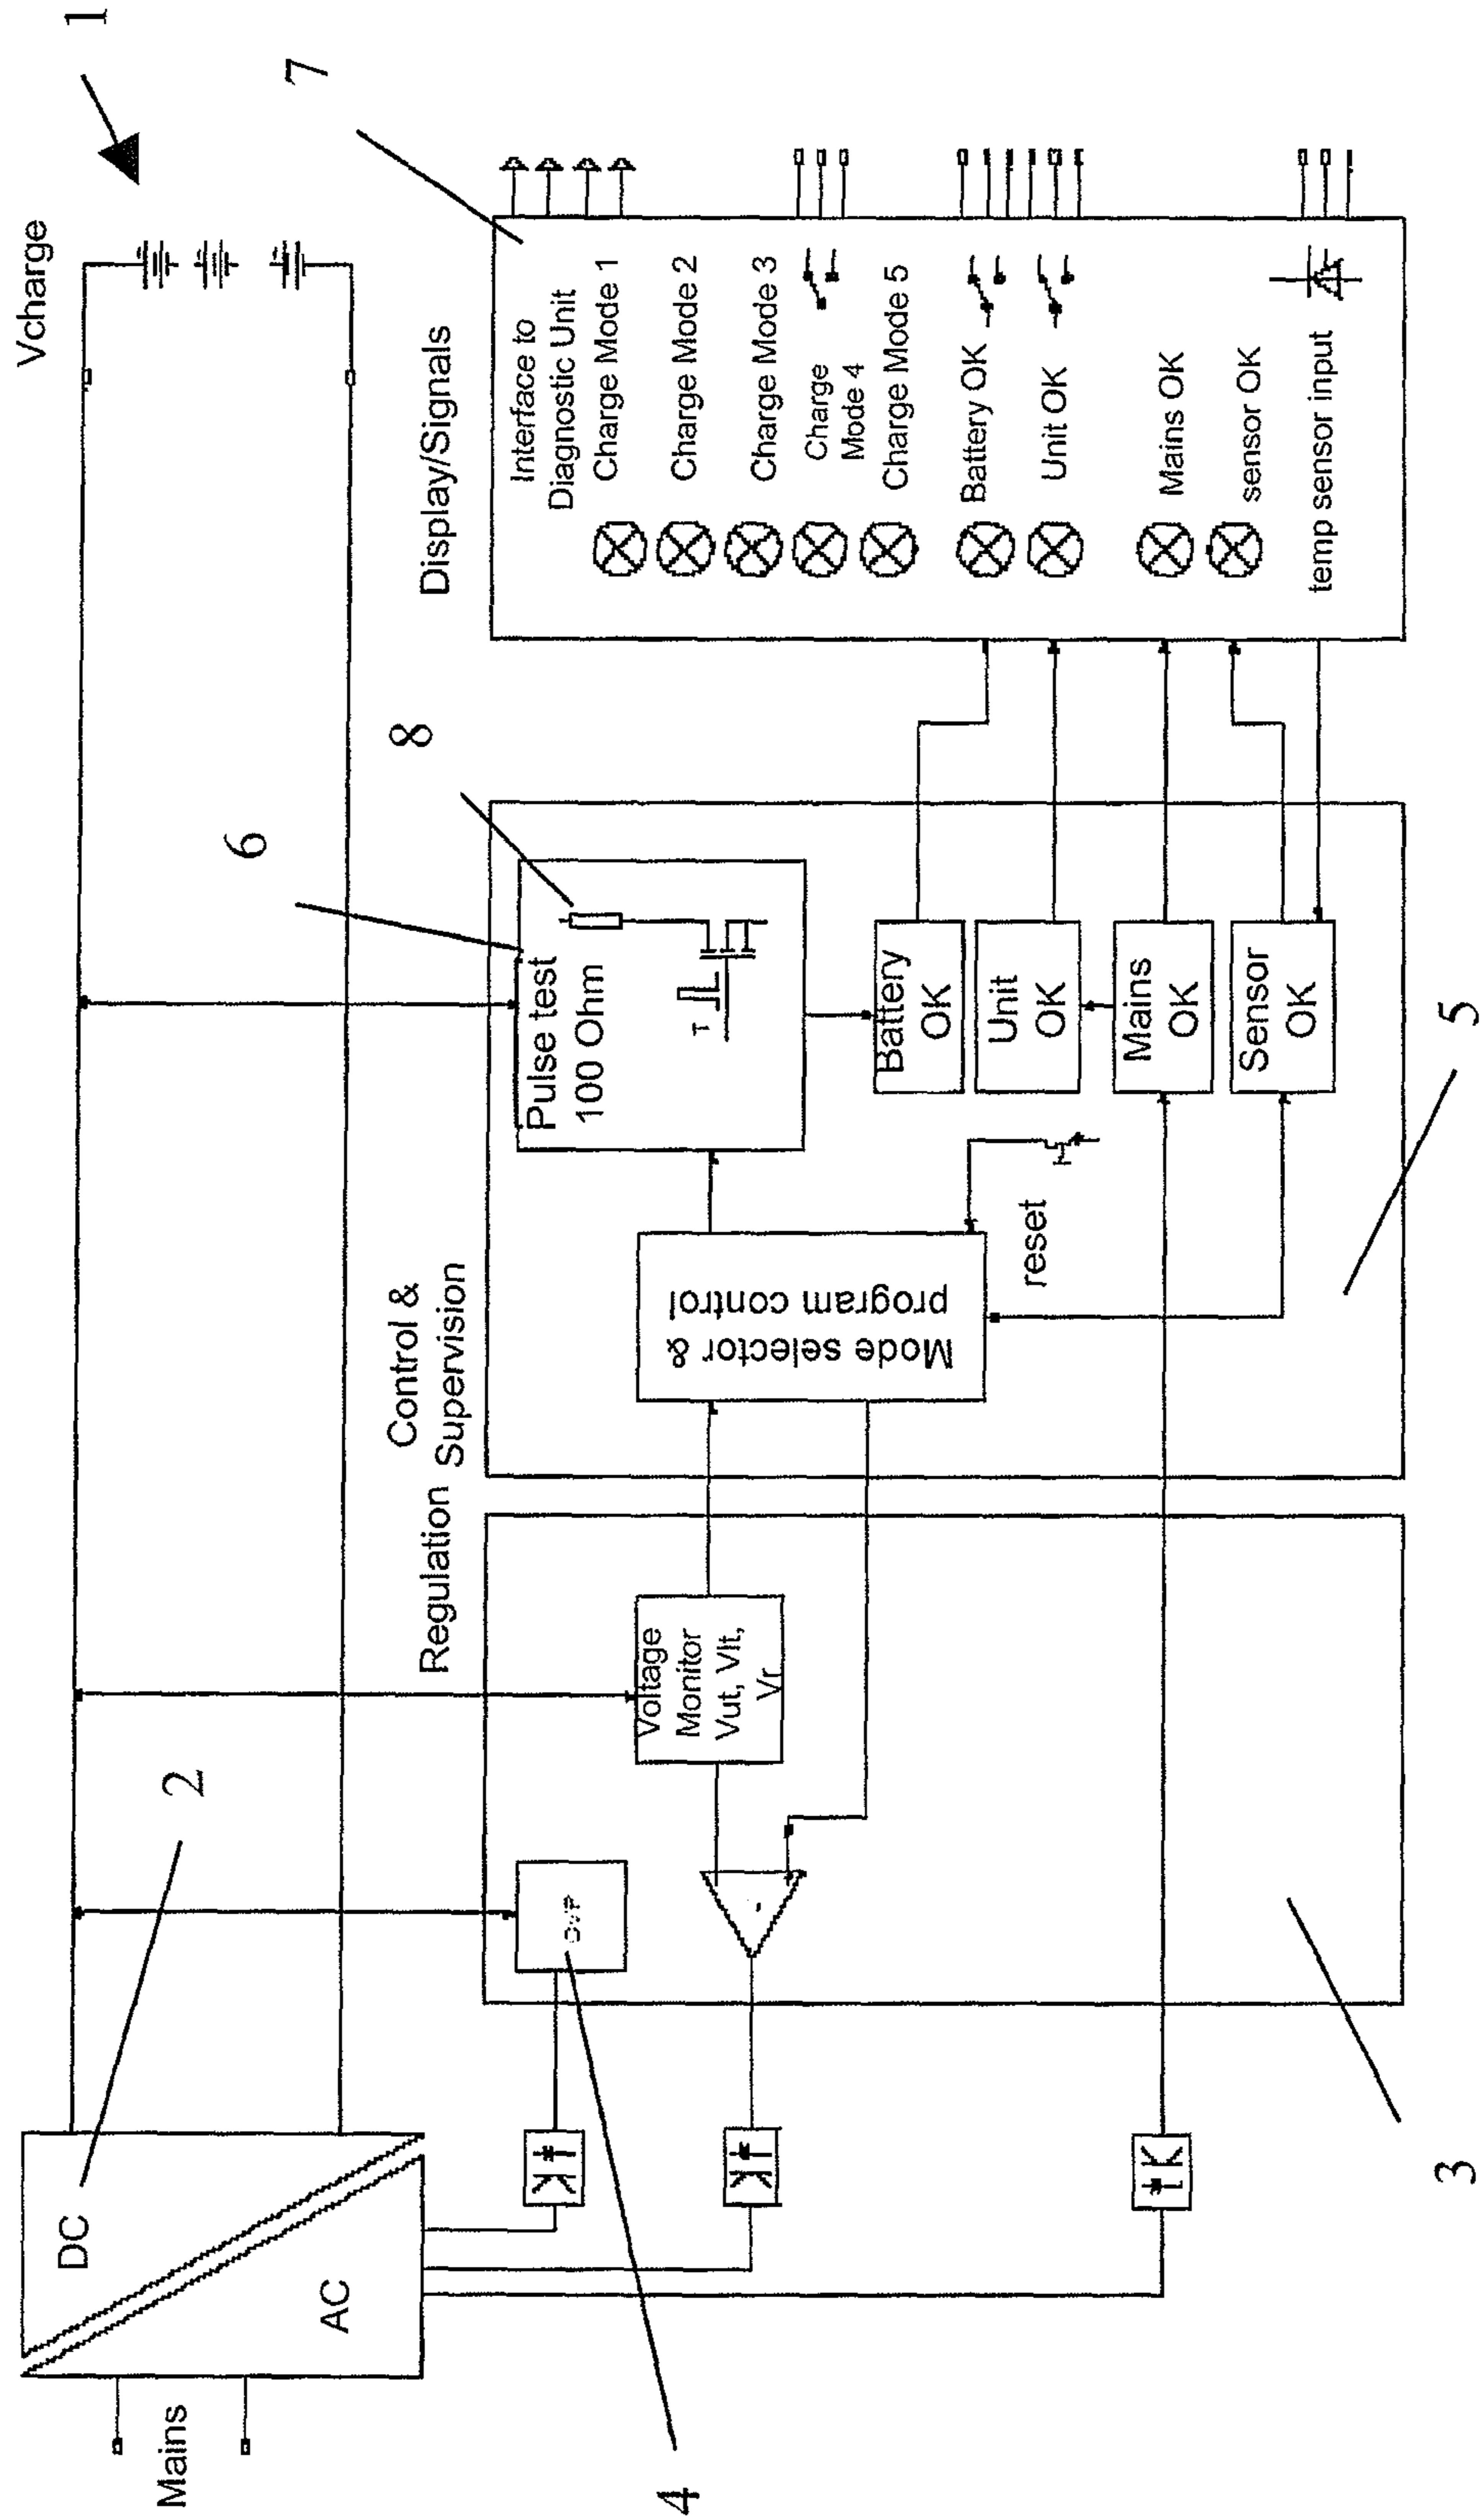 1
Vcharge
7
Display/Signals
Interface to
Diagnostic Unit
Charge Mode 1
Charge Mode 2
Charge Mode 3
Charge
Mode 4
Charge Mode 5
Battery OK
Unit OK
Mains OK
sensor OK
temp sensor input
6
8
Control &
Regulation Supervision
Pulse test
100 Ohm
T
Battery
OK
Unit
OK
Mains
OK
Sensor
OK
reset
Mode selector &
program control
5
Voltage
Monitor
Vut, Vlt,
Vr
-
2
DC
AC
Mains
4
3